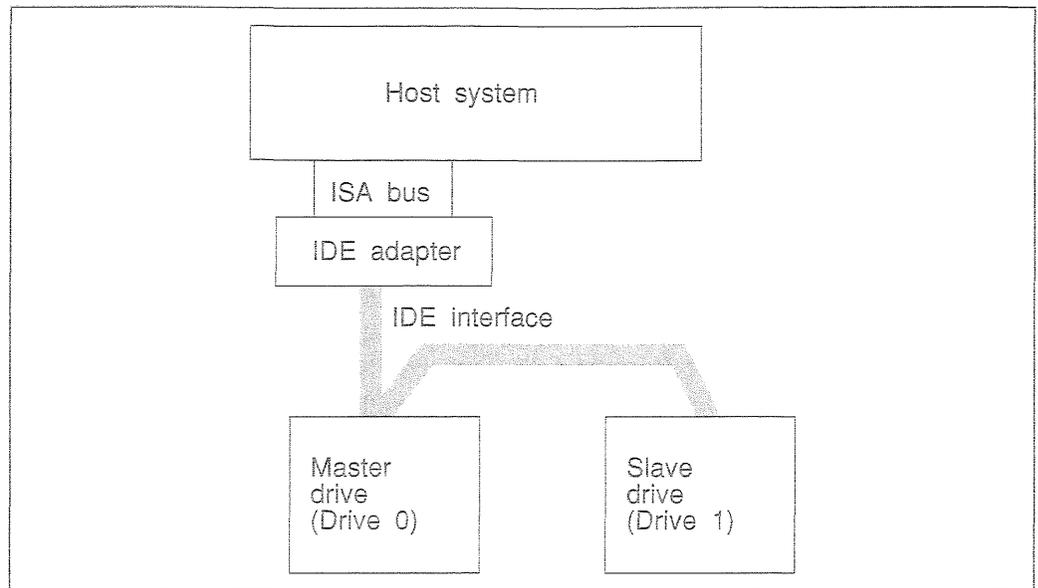 Host system
ISA bus
IDE adapter
IDE interface
Master
drive
(Drive 0)
Slave
drive
(Drive 1)